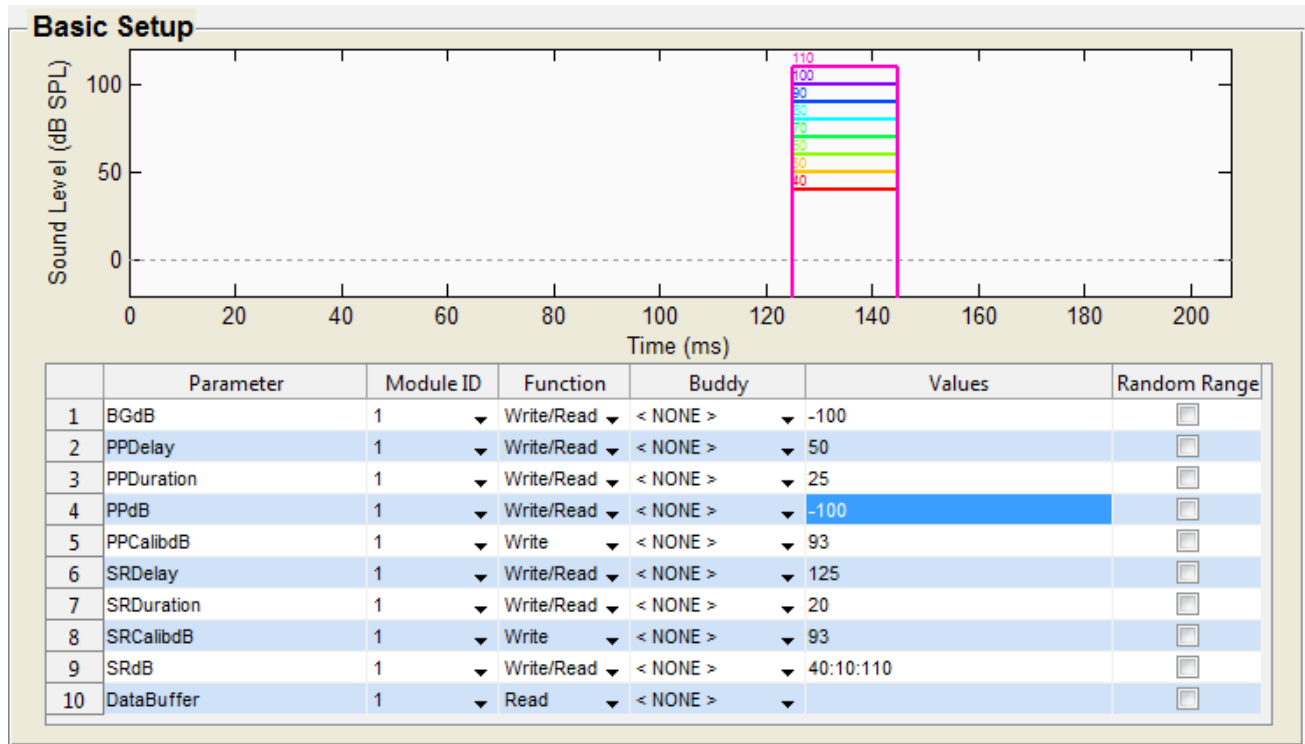 Basic Setup
Sound Level (dB SPL)
100
50
0
110
100
90
80
70
60
50
40
0 20 40 60 80 100 120 140 160 180 200
Time (ms)
Parameter Module ID Function Buddy Values Random Range
1 BGdB 1 Write/Read < NONE > -100
2 PPDelay 1 Write/Read < NONE > 50
3 PPDuration 1 Write/Read < NONE > 25
4 PPdB 1 Write/Read < NONE > -100
5 PPCalibdB 1 Write < NONE > 93
6 SRDelay 1 Write/Read < NONE > 125
7 SRDuration 1 Write/Read < NONE > 20
8 SRCalibdB 1 Write < NONE > 93
9 SRdB 1 Write/Read < NONE > 40:10:110
10 DataBuffer 1 Read < NONE >